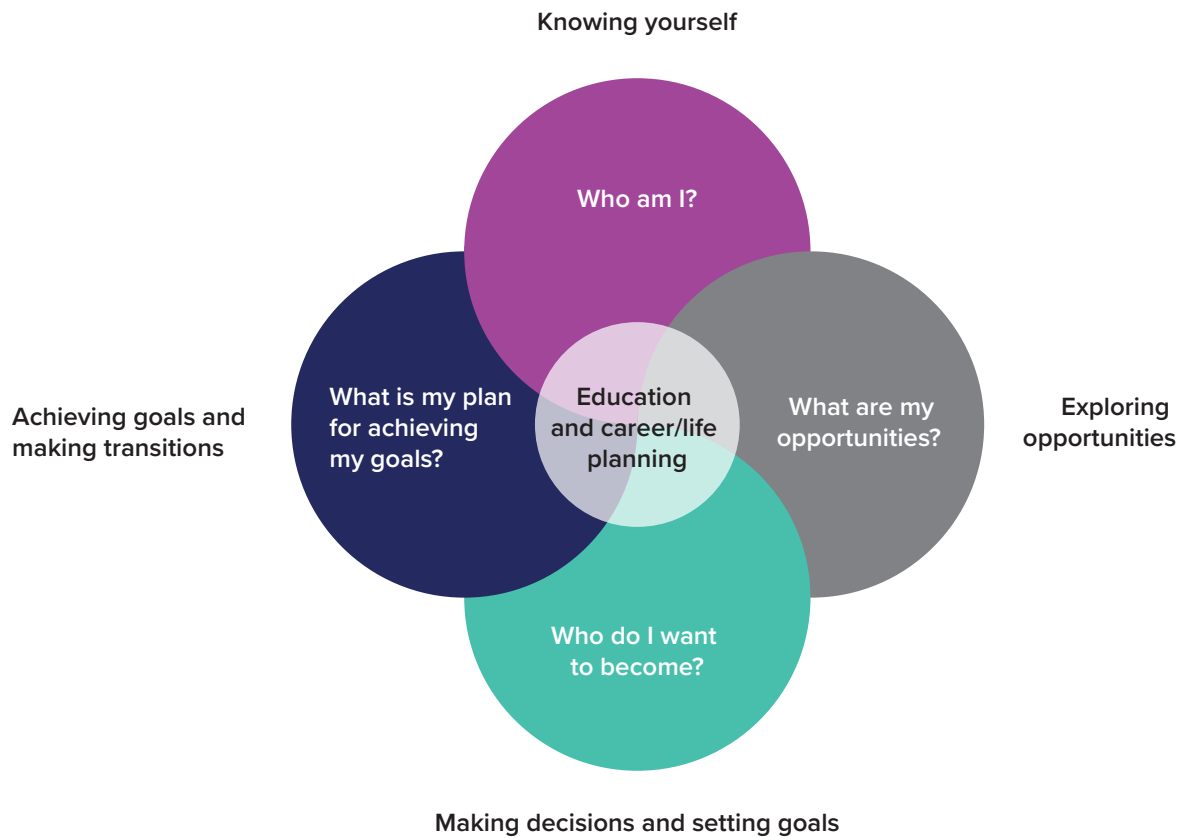 Knowing yourself
Who am I?
Achieving goals and
making transitions
What is my plan
for achieving
my goals?
Education
and career/life
planning
What are my
opportunities?
Exploring
opportunities
Who do I want
to become?
Making decisions and setting goals